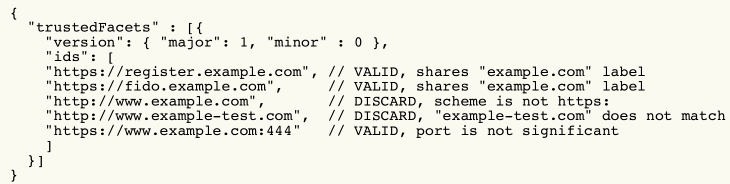 {
  "trustedFacets" : [{
    "version": { "major": 1, "minor" : 0 },
    "ids": [
    "https://register.example.com", // VALID, shares "example.com" label
    "https://fido.example.com",     // VALID, shares "example.com" label
    "http://www.example.com",       // DISCARD, scheme is not https:
    "http://www.example-test.com",  // DISCARD, "example-test.com" does not match
    "https://www.example.com:444"   // VALID, port is not significant
    ]
  }]
}